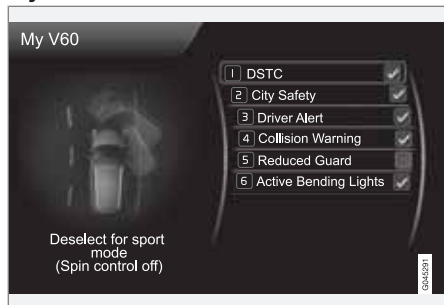 My V60
1 DSTC
2 City Safety
3 Driver Alert
4 Collision Warning
5 Reduced Guard
6 Active Bending Lights
Deselect for sport
mode
(Spin control off)
G045291